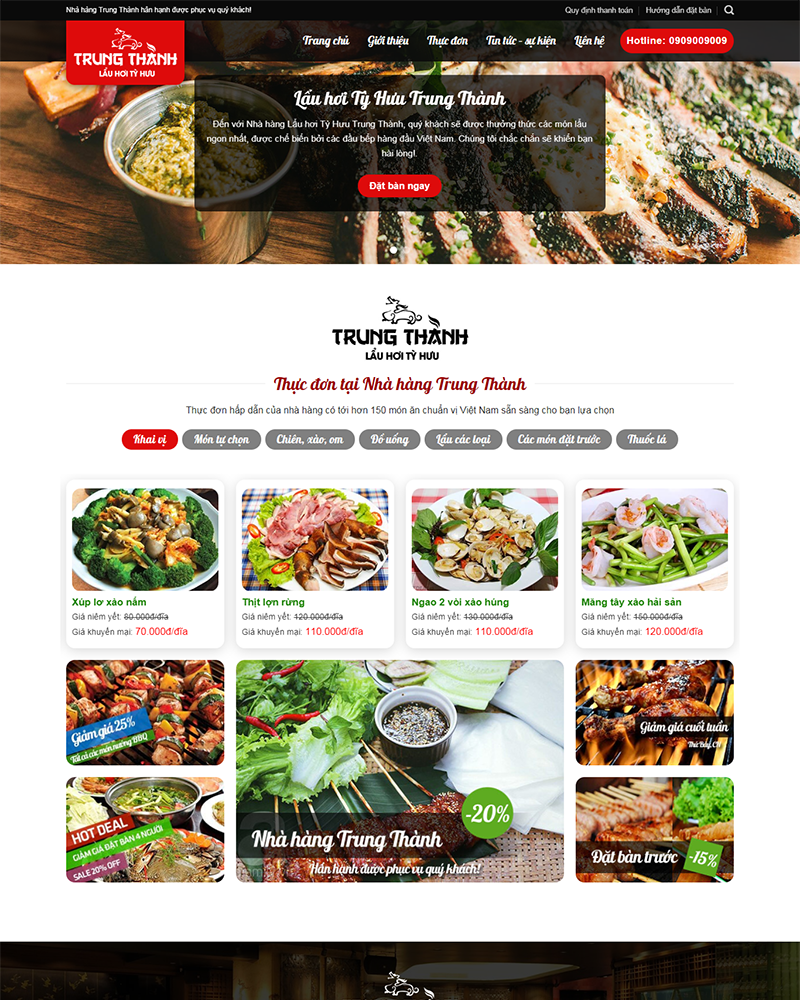 Nhà hàng Trung Thành hân hạnh được phục vụ quý khách!
Quy định thanh toán
Hướng dẫn đặt bàn
TRUNG THÀNH
LẨU HƠI TỲ HƯU
Trang chủ
Giới thiệu
Thực đơn
Tin tức – sự kiện
Liên hệ
Hotline: 0909009009
Lẩu hơi Tỳ Hưu Trung Thành
Đến với Nhà hàng Lẩu hơi Tỳ Hưu Trung Thành, quý khách sẽ được thưởng thức các món lẩu
ngon nhất, được chế biến bởi các đầu bếp hàng đầu Việt Nam. Chúng tôi chắc chắn sẽ khiến bạn
hài lòng!.
Đặt bàn ngay
TRUNG THÀNH
LẨU HƠI TỲ HƯU
Thực đơn tại Nhà hàng Trung Thành
Thực đơn hấp dẫn của nhà hàng có tới hơn 150 món ăn chuẩn vị Việt Nam sẵn sàng cho bạn lựa chọn
Khai vị
Món tự chọn
Chiên, xào, om
Đồ uống
Lẩu các loại
Các món đặt trước
Thuốc lá
Xúp lơ xào nấm
Giá niêm yết: 80.000đ/đĩa
Giá khuyến mại: 70.000đ/đĩa
Thịt lợn rừng
Giá niêm yết: 120.000đ/đĩa
Giá khuyến mại: 110.000đ/đĩa
Ngao 2 vòi xào húng
Giá niêm yết: 130.000đ/đĩa
Giá khuyến mại: 110.000đ/đĩa
Măng tây xáo hải sản
Giá niêm yết: 150.000đ/đĩa
Giá khuyến mại: 120.000đ/đĩa
Giảm giá 25%
Tất cả các món nướng BBQ
HOT DEAL
GIẢM GIÁ ĐẶT BÀN 4 NGƯỜI
SALE 20% OFF
-20%
Nhà hàng Trung Thành
Hân hạnh được phục vụ quý khách!
Giảm giá cuối tuần
Thứ Bảy, CN
Đặt bàn trước
-15%